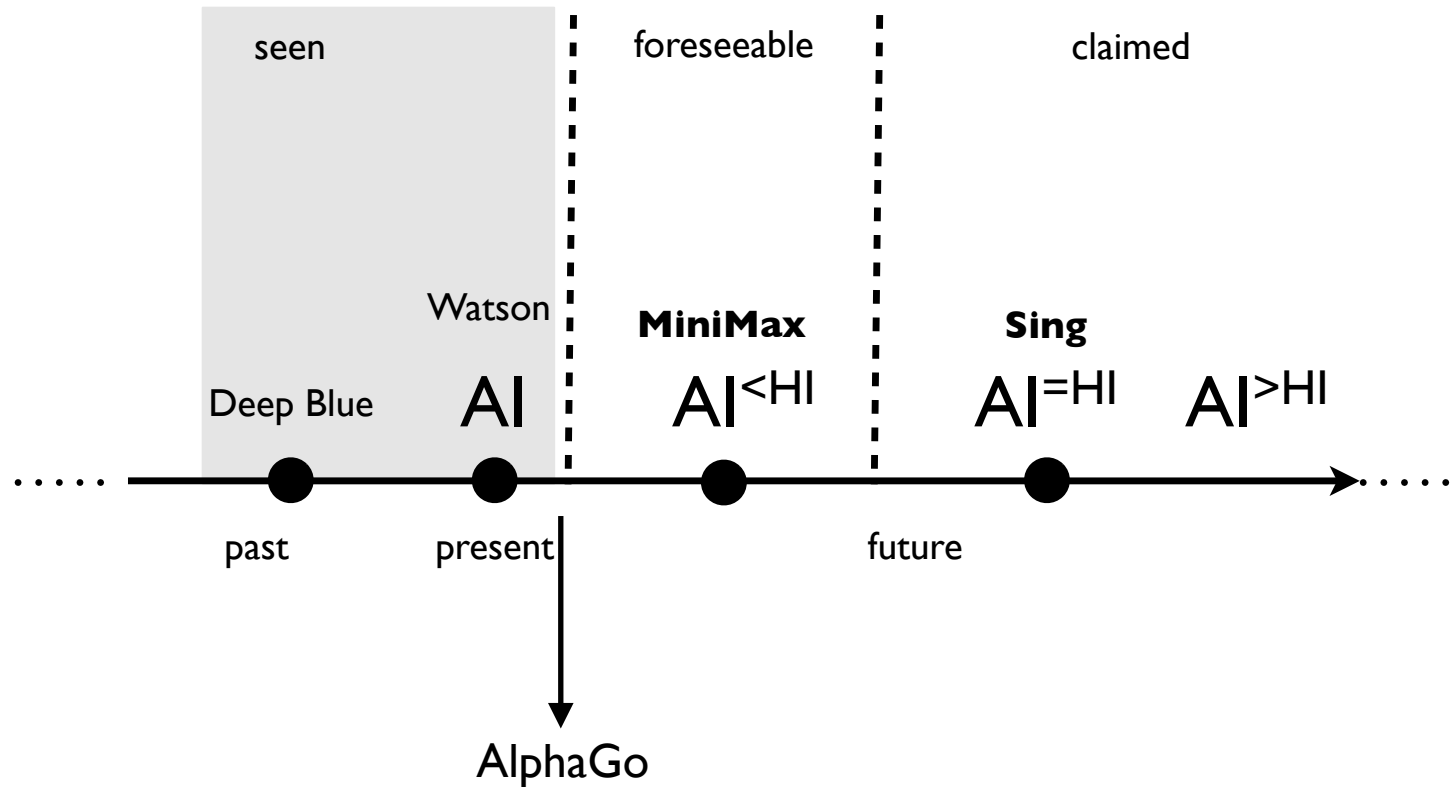 seen foreseeable claimed
Watson
MiniMax Sing
Deep Blue AI AI<HI AI=HI AI>HI
past present future
AlphaGo